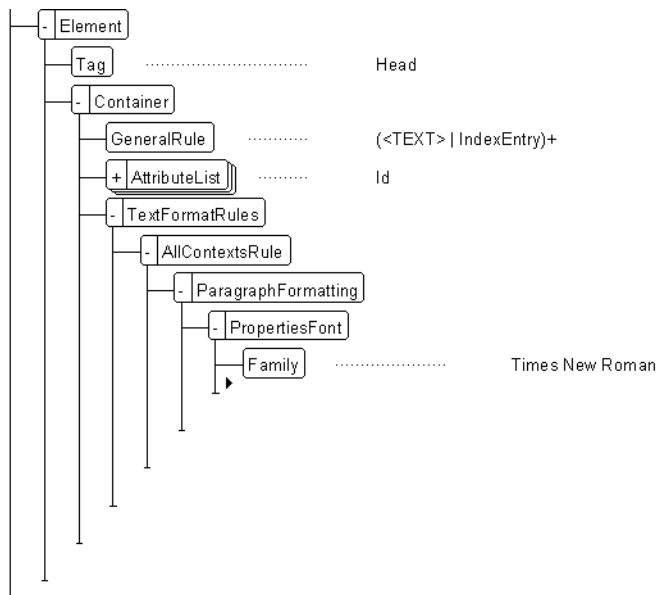 - Element
Tag Head
- Container
GeneralRule (<TEXT> | IndexEntry)+
+ AttributeList Id
- TextFormatRules
- AllContextsRule
- ParagraphFormatting
- PropertiesFont
Family Times New Roman